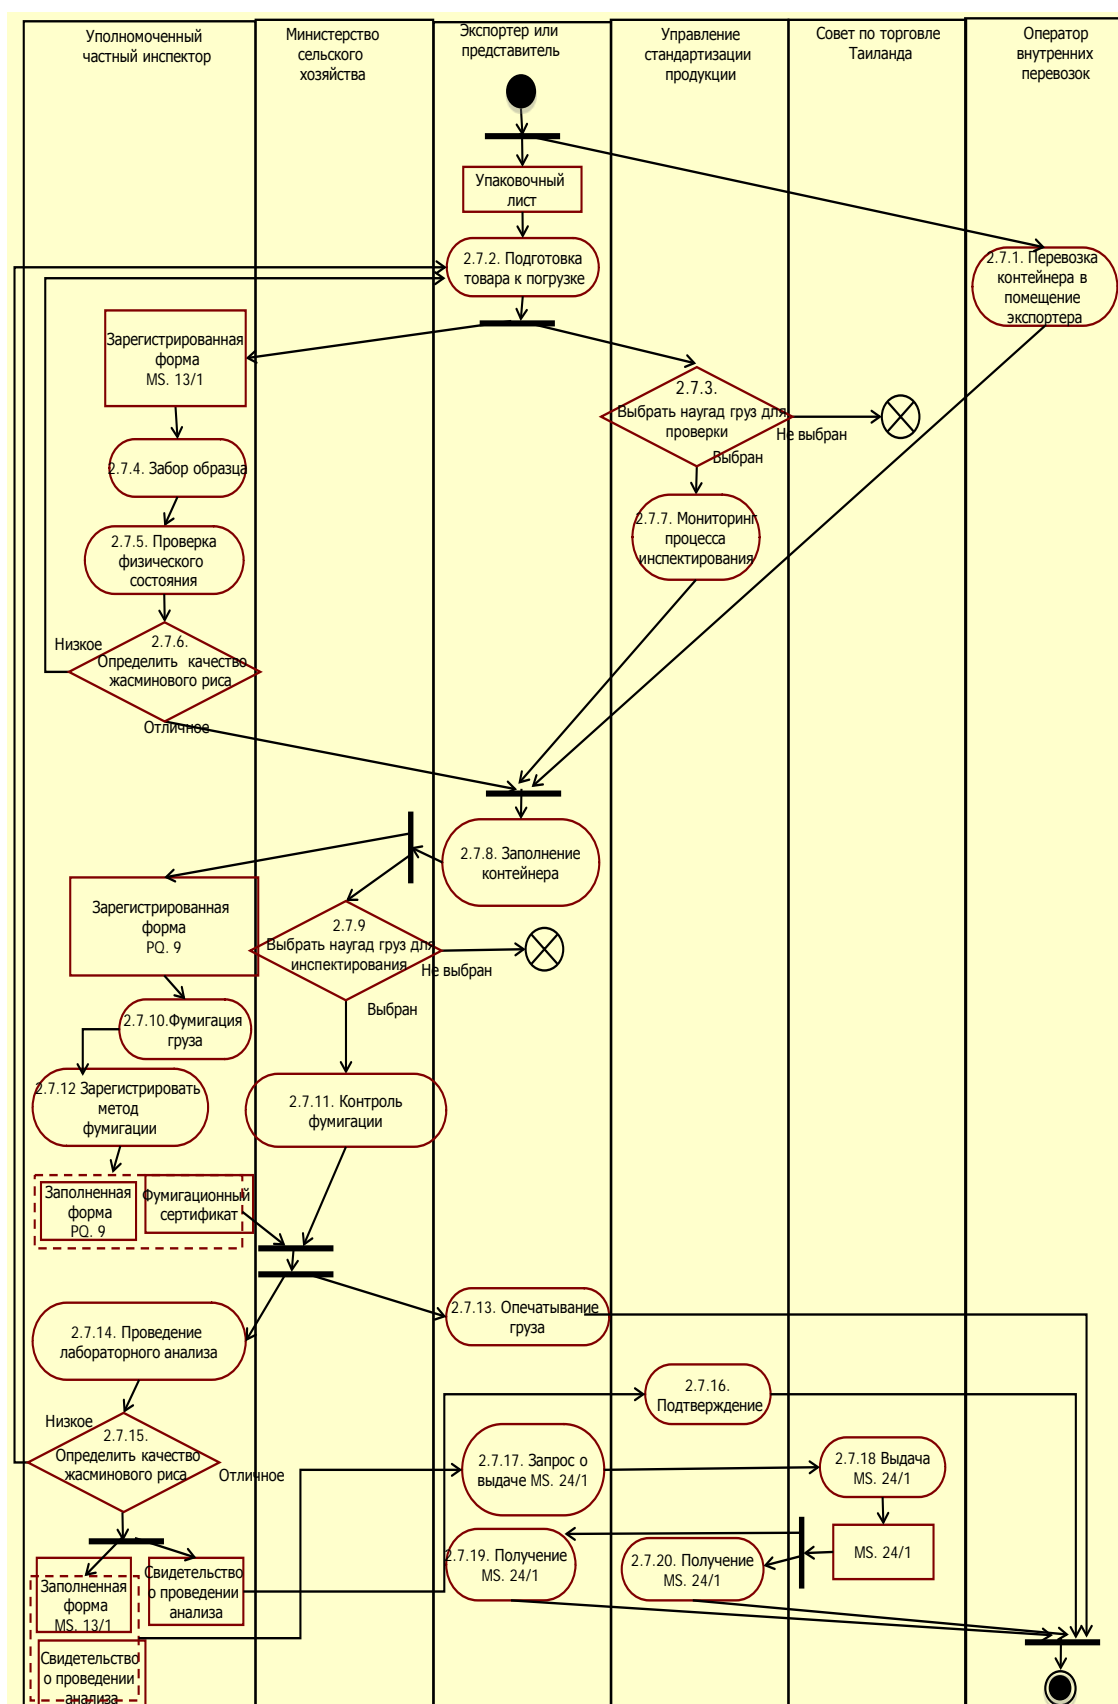 Уполномоченный
частный инспектор
Министерство
сельского
хозяйства
Экспортер или
представитель
Управление
стандартизации
продукции
Совет по торговле
Таиланда
Оператор
внутренних
перевозок
Упаковочный
лист
2.7.2. Подготовка
товара к погрузке
2.7.1. Перевозка
контейнера в
помещение
экспортера
Зарегистрированная
форма
MS. 13/1
2.7.3.
Выбрать наугад груз для
проверки
Не выбран
Выбран
2.7.4. Забор образца
2.7.7. Мониторинг
процесса
инспектирования
2.7.5. Проверка
физического
состояния
Низкое
2.7.6.
Определить качество
жасминового риса
Отличное
2.7.8. Заполнение
контейнера
Зарегистрированная
форма
PQ. 9
2.7.9
Выбрать наугад груз для
инспектирования
Не выбран
Выбран
2.7.10.Фумигация
груза
2.7.12 Зарегистрировать
метод
фумигации
2.7.11. Контроль
фумигации
Заполненная
форма
PQ. 9
Фумигационный
сертификат
2.7.13. Опечатывание
груза
2.7.14. Проведение
лабораторного анализа
2.7.16.
Подтверждение
Низкое
2.7.15.
Определить качество
жасминового риса
Отличное
2.7.17. Запрос о
выдаче MS. 24/1
2.7.18 Выдача
MS. 24/1
MS. 24/1
2.7.19. Получение
MS. 24/1
2.7.20. Получение
MS. 24/1
Заполненная
форма
MS. 13/1
Свидетельство
о проведении
анализа
Свидетельство
о проведении
анализа